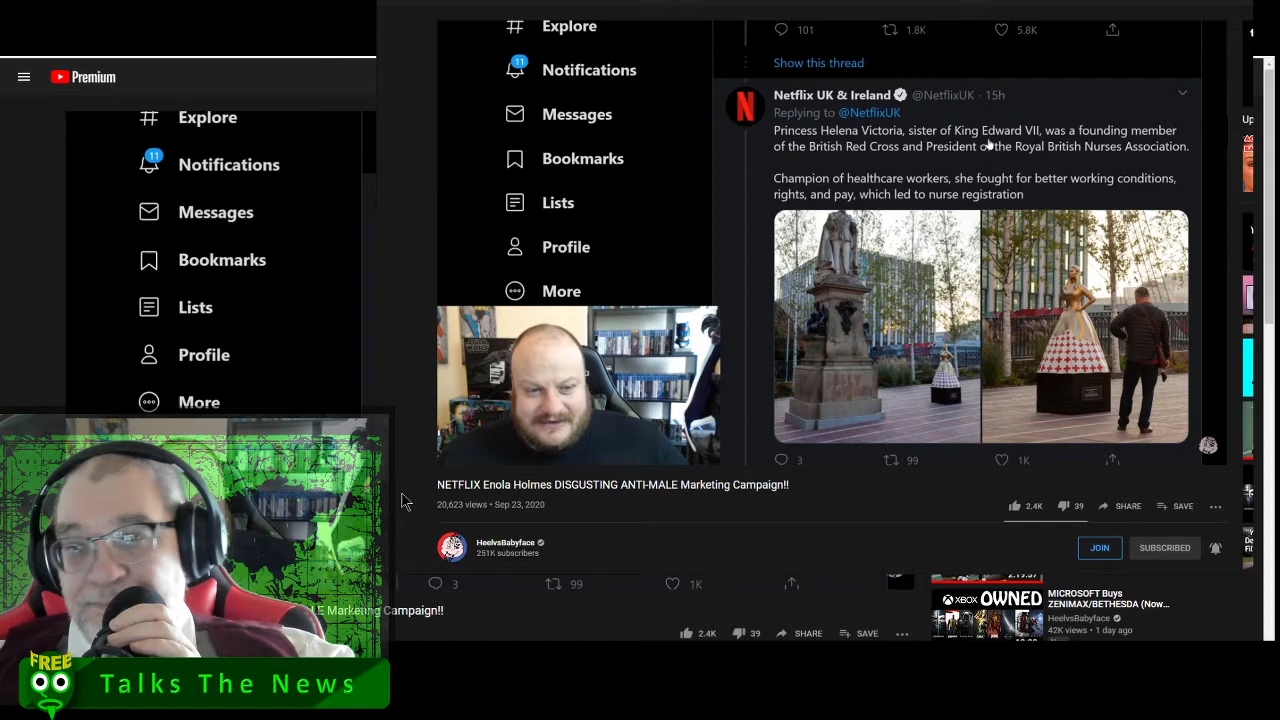 Premium
Explore
Notifications
11
Messages
Bookmarks
Lists
Profile
More
Explore
11
Notifications
Messages
Bookmarks
Lists
Profile
More
101
1.8K
5.8K
Show this thread
Netflix UK & Ireland @NetflixUK · 15h
Replying to @NetflixUK
Princess Helena Victoria, sister of King Edward VII, was a founding member
of the British Red Cross and President of the Royal British Nurses Association.
Champion of healthcare workers, she fought for better working conditions,
rights, and pay, which led to nurse registration
3
99
1K
NETFLIX Enola Holmes DISGUSTING ANTI-MALE Marketing Campaign!!
20,623 views • Sep 23, 2020
2.4K
39
SHARE
SAVE
HeelvsBabyface
251K subscribers
JOIN
SUBSCRIBED
Up
3
99
1K
LE Marketing Campaign!!
2.4K
39
SHARE
SAVE
2:19:37
XBOX OWNED
MICROSOFT Buys
ZENIMAX/BETHESDA (Now...
HeelvsBabyface
42K views • 1 day ago
FREE
Talks The News